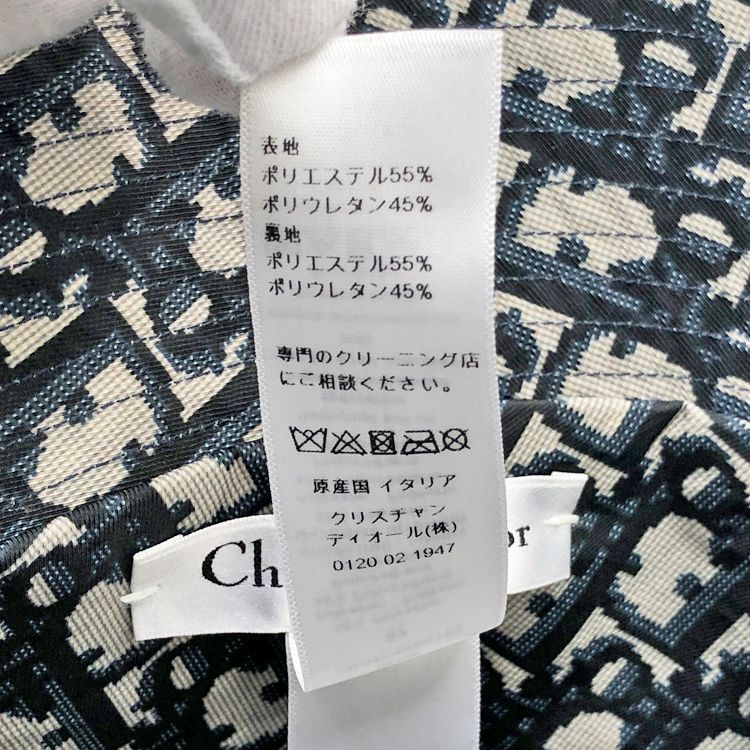 表地
ポリエステル55%
ポリウレタン45%
裏地
ポリエステル55%
ポリウレタン45%
専門のクリーニング店
にご相談ください。
原産国 イタリア
クリスチャン
ディオール(株)
0120 02 1947
Ch
or